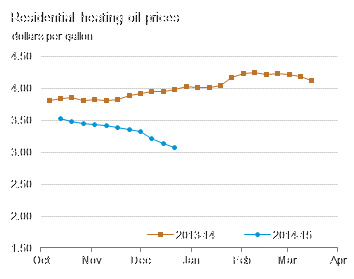 Residential heating oil prices
dollars per gallon
4.50
4.00
3.50
3.00
2.50
2.00
1.50
Oct Nov Dec Jan Feb Mar Apr
2013-14 2014-15